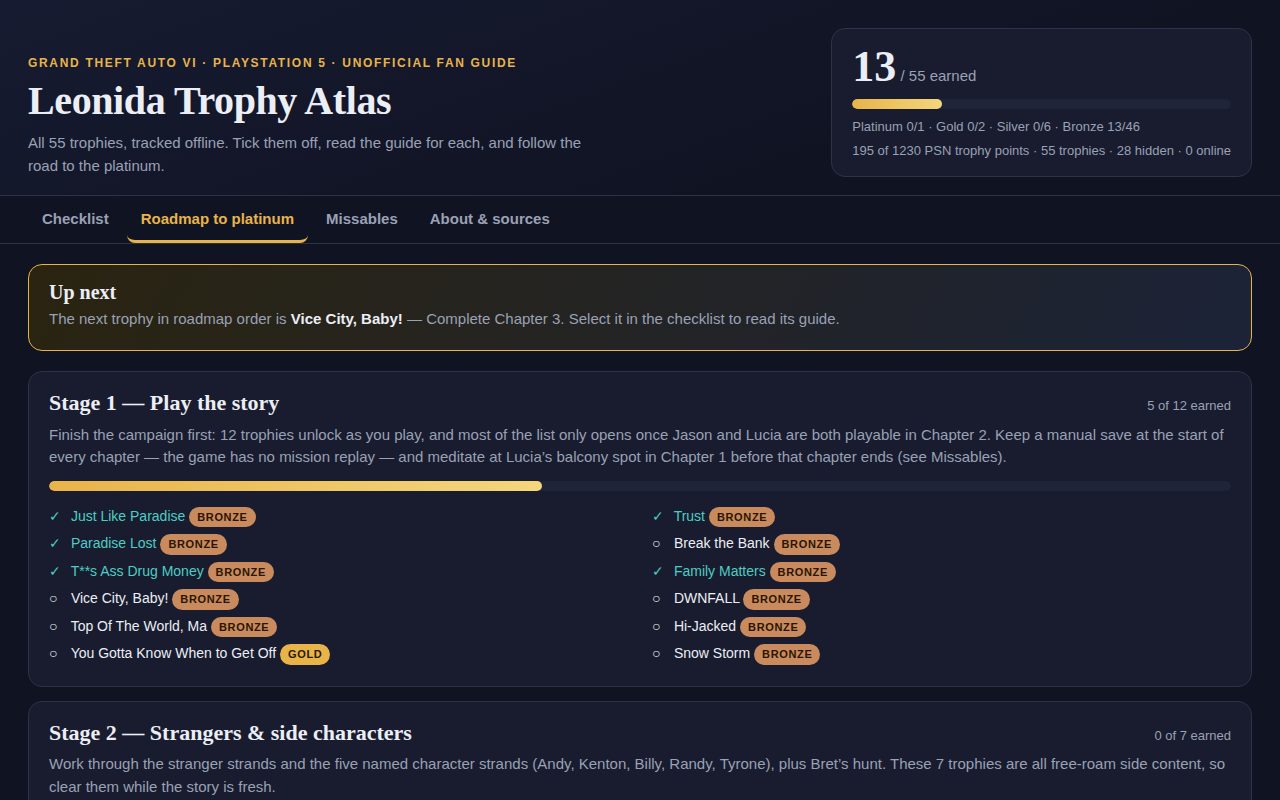 GRAND THEFT AUTO VI · PLAYSTATION 5 · UNOFFICIAL FAN GUIDE
Leonida Trophy Atlas
All 55 trophies, tracked offline. Tick them off, read the guide for each, and follow the
road to the platinum.
13 / 55 earned
Platinum 0/1 · Gold 0/2 · Silver 0/6 · Bronze 13/46
195 of 1230 PSN trophy points · 55 trophies · 28 hidden · 0 online
Checklist Roadmap to platinum Missables About & sources
Up next
The next trophy in roadmap order is Vice City, Baby! — Complete Chapter 3. Select it in the checklist to read its guide.
Stage 1 — Play the story
5 of 12 earned
Finish the campaign first: 12 trophies unlock as you play, and most of the list only opens once Jason and Lucia are both playable in Chapter 2. Keep a manual save at the start of
every chapter — the game has no mission replay — and meditate at Lucia’s balcony spot in Chapter 1 before that chapter ends (see Missables).
✓ Just Like Paradise BRONZE
✓ Trust BRONZE
✓ Paradise Lost BRONZE
○ Break the Bank BRONZE
✓ T**s Ass Drug Money BRONZE
✓ Family Matters BRONZE
○ Vice City, Baby! BRONZE
○ DWNFALL BRONZE
○ Top Of The World, Ma BRONZE
○ Hi-Jacked BRONZE
○ You Gotta Know When to Get Off GOLD
○ Snow Storm BRONZE
Stage 2 — Strangers & side characters
0 of 7 earned
Work through the stranger strands and the five named character strands (Andy, Kenton, Billy, Randy, Tyrone), plus Bret’s hunt. These 7 trophies are all free-roam side content, so
clear them while the story is fresh.